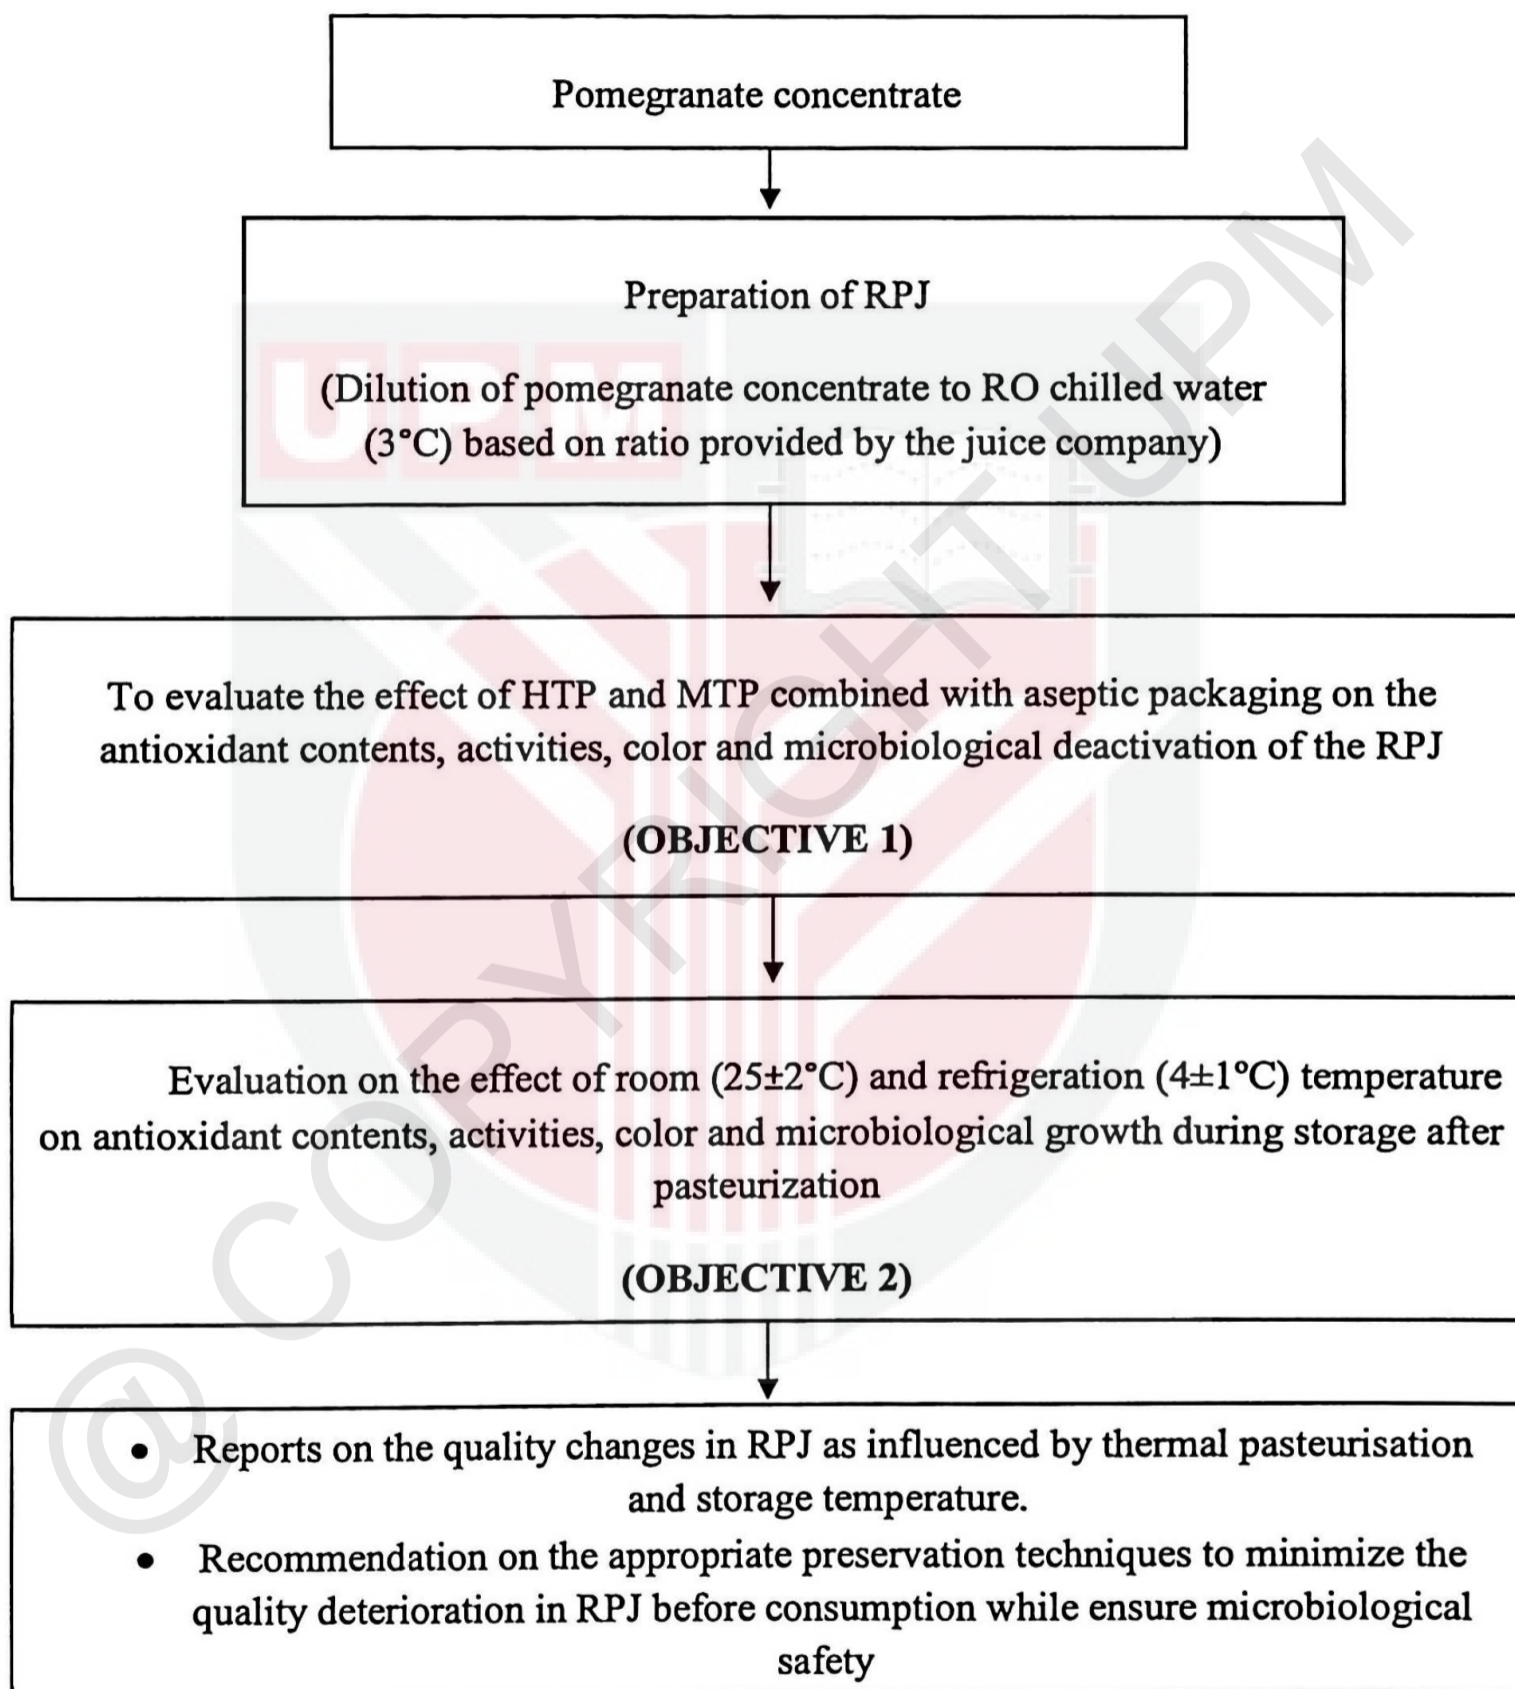 Pomegranate concentrate
Preparation of RPJ
(Dilution of pomegranate concentrate to RO chilled water
(3°C) based on ratio provided by the juice company)
To evaluate the effect of HTP and MTP combined with aseptic packaging on the
antioxidant contents, activities, color and microbiological deactivation of the RPJ
(OBJECTIVE 1)
Evaluation on the effect of room (25±2°C) and refrigeration (4±1°C) temperature
on antioxidant contents, activities, color and microbiological growth during storage after
pasteurization
(OBJECTIVE 2)
• Reports on the quality changes in RPJ as influenced by thermal pasteurisation
and storage temperature.
• Recommendation on the appropriate preservation techniques to minimize the
quality deterioration in RPJ before consumption while ensure microbiological
safety
UPM
@ COPYRIGHT UPM